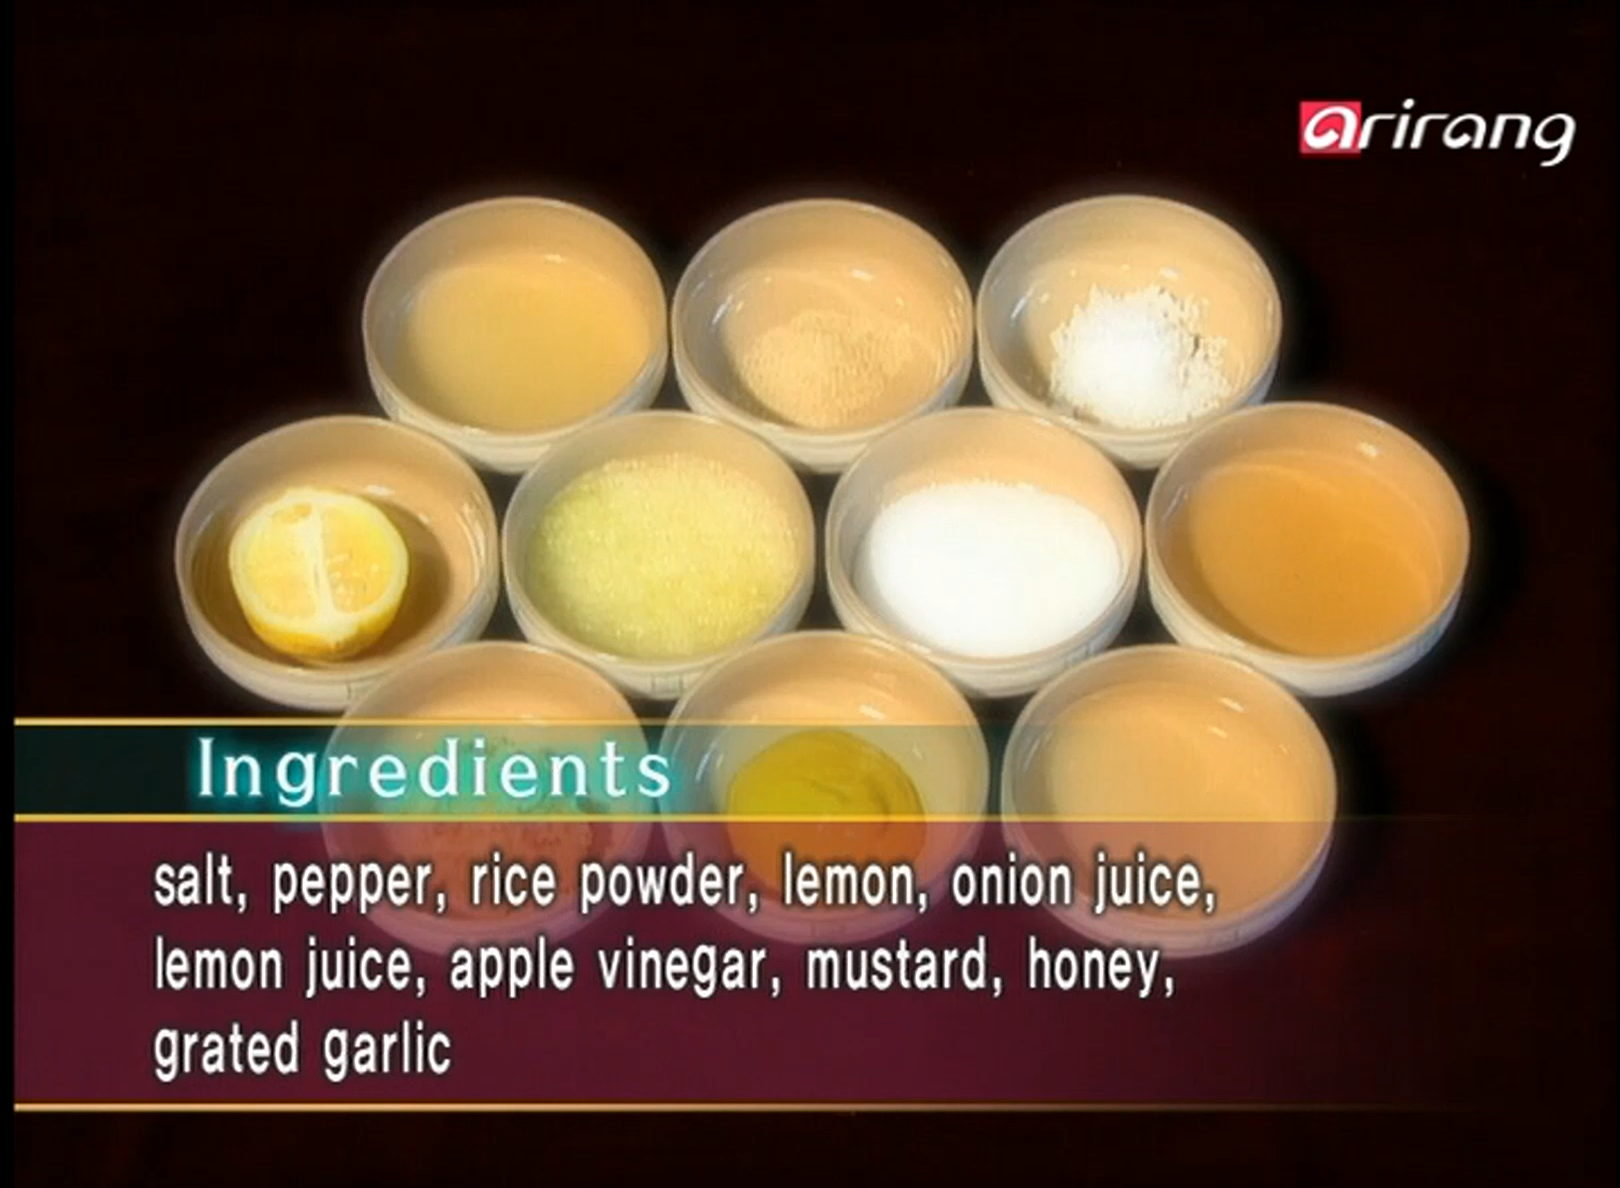 arirang
Ingredients
salt, pepper, rice powder, lemon, onion juice,
lemon juice, apple vinegar, mustard, honey,
grated garlic